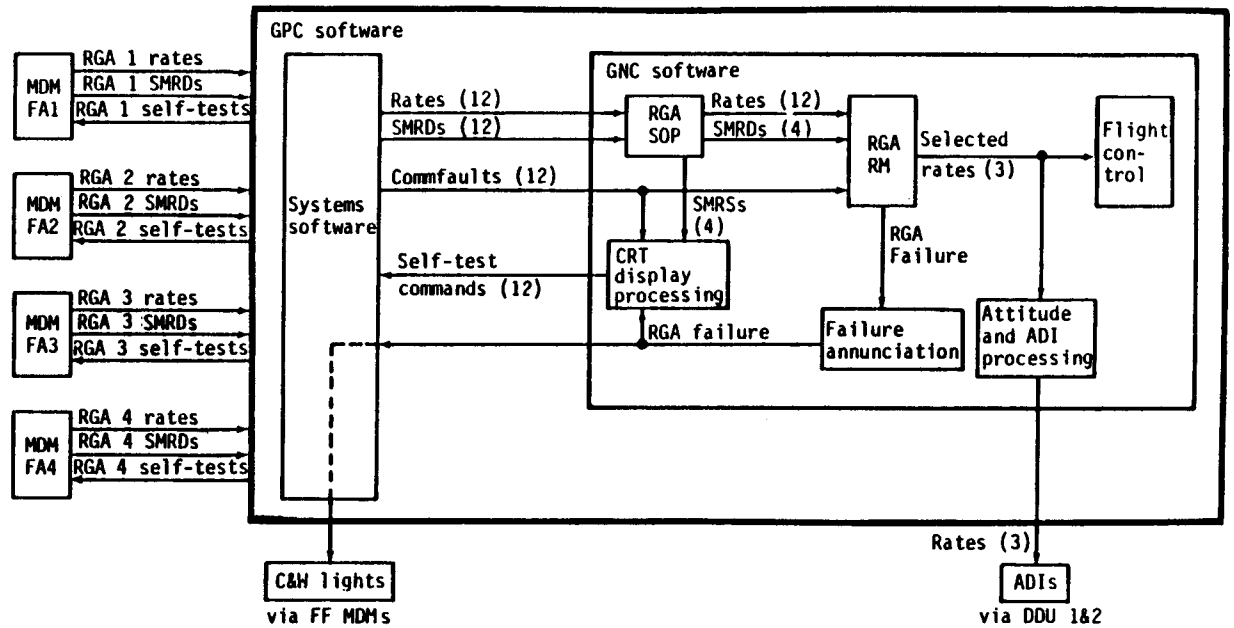 GPC software
MDM
FA1
RGA 1 rates
RGA 1 SMRDs
RGA 1 self-tests
MDM
FA2
RGA 2 rates
RGA 2 SMRDs
RGA 2 self-tests
MDM
FA3
RGA 3 rates
RGA 3 SMRDs
RGA 3 self-tests
MDM
FA4
RGA 4 rates
RGA 4 SMRDs
RGA 4 self-tests
Systems
software
Rates (12)
SMRDs (12)
Commfaults (12)
Self-test
commands (12)
RGA failure
GNC software
RGA
SOP
Rates (12)
SMRDs (4)
SMRSs
(4)
CRT
display
processing
RGA
RM
Selected
rates (3)
Flight
con-
trol
RGA
Failure
Failure
annunciation
Attitude
and ADI
processing
C&W lights
via FF MDMs
Rates (3)
ADIs
via DDU 1&2